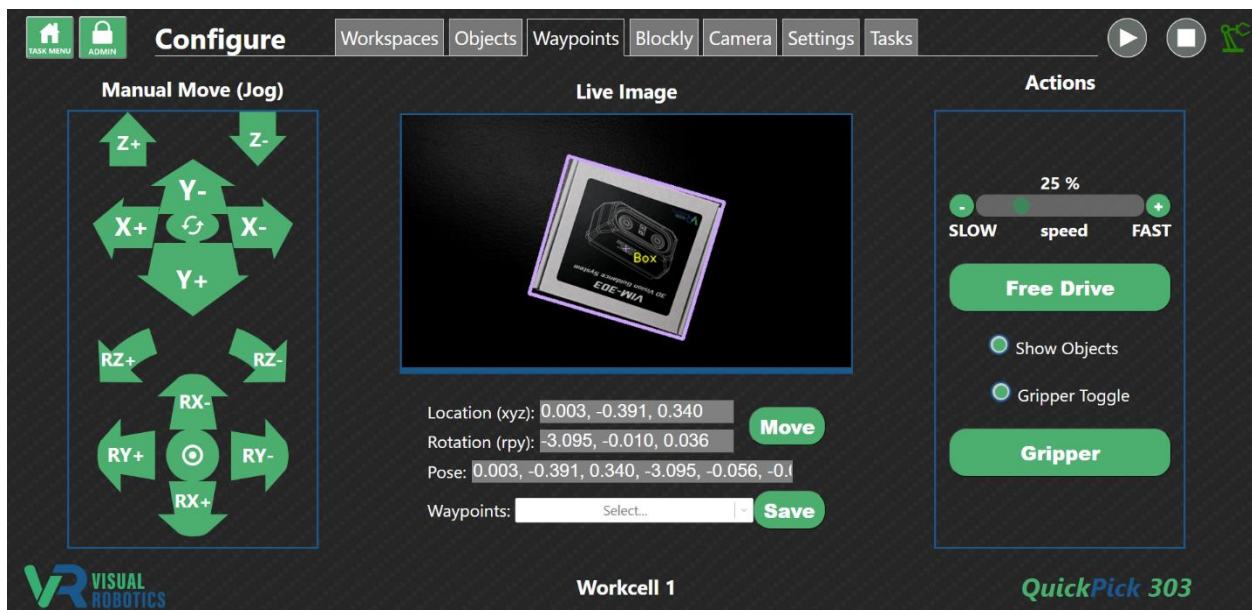 TASK MENU
ADMIN
Configure
Workspaces Objects Waypoints Blockly Camera Settings Tasks
Manual Move (Jog)
Z+ Z-
Y-
X+ X-
Y+
RZ+ RZ-
RX-
RY+ RY-
RX+
Live Image
Box
3D Vision Guidance System
VIM-303
Location (xyz): 0.003, -0.391, 0.340
Rotation (rpy): -3.095, -0.010, 0.036
Move
Pose: 0.003, -0.391, 0.340, -3.095, -0.056, -0.0
Waypoints: Select... Save
Actions
25 %
- +
SLOW speed FAST
Free Drive
Show Objects
Gripper Toggle
Gripper
VR VISUAL
ROBOTICS
Workcell 1
QuickPick 303